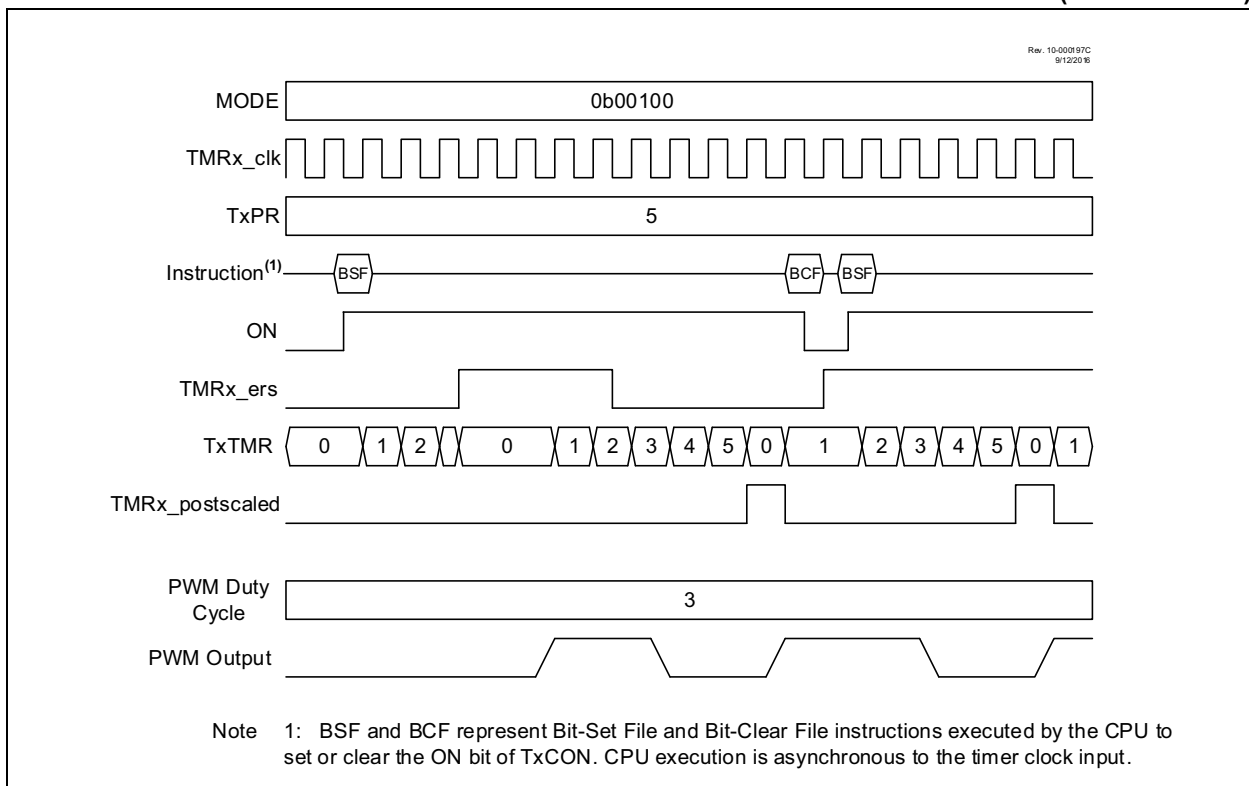 Rev. 10-000197C
9/12/2016
MODE 0b00100
TMRx_clk
TxPR 5
Instruction(1) BSF BCF BSF
ON
TMRx_ers
TxTMR 0 1 2 0 1 2 3 4 5 0 1 2 3 4 5 0 1
TMRx_postscaled
PWM Duty
Cycle
3
PWM Output
Note 1: BSF and BCF represent Bit-Set File and Bit-Clear File instructions executed by the CPU to
set or clear the ON bit of TxCON. CPU execution is asynchronous to the timer clock input.